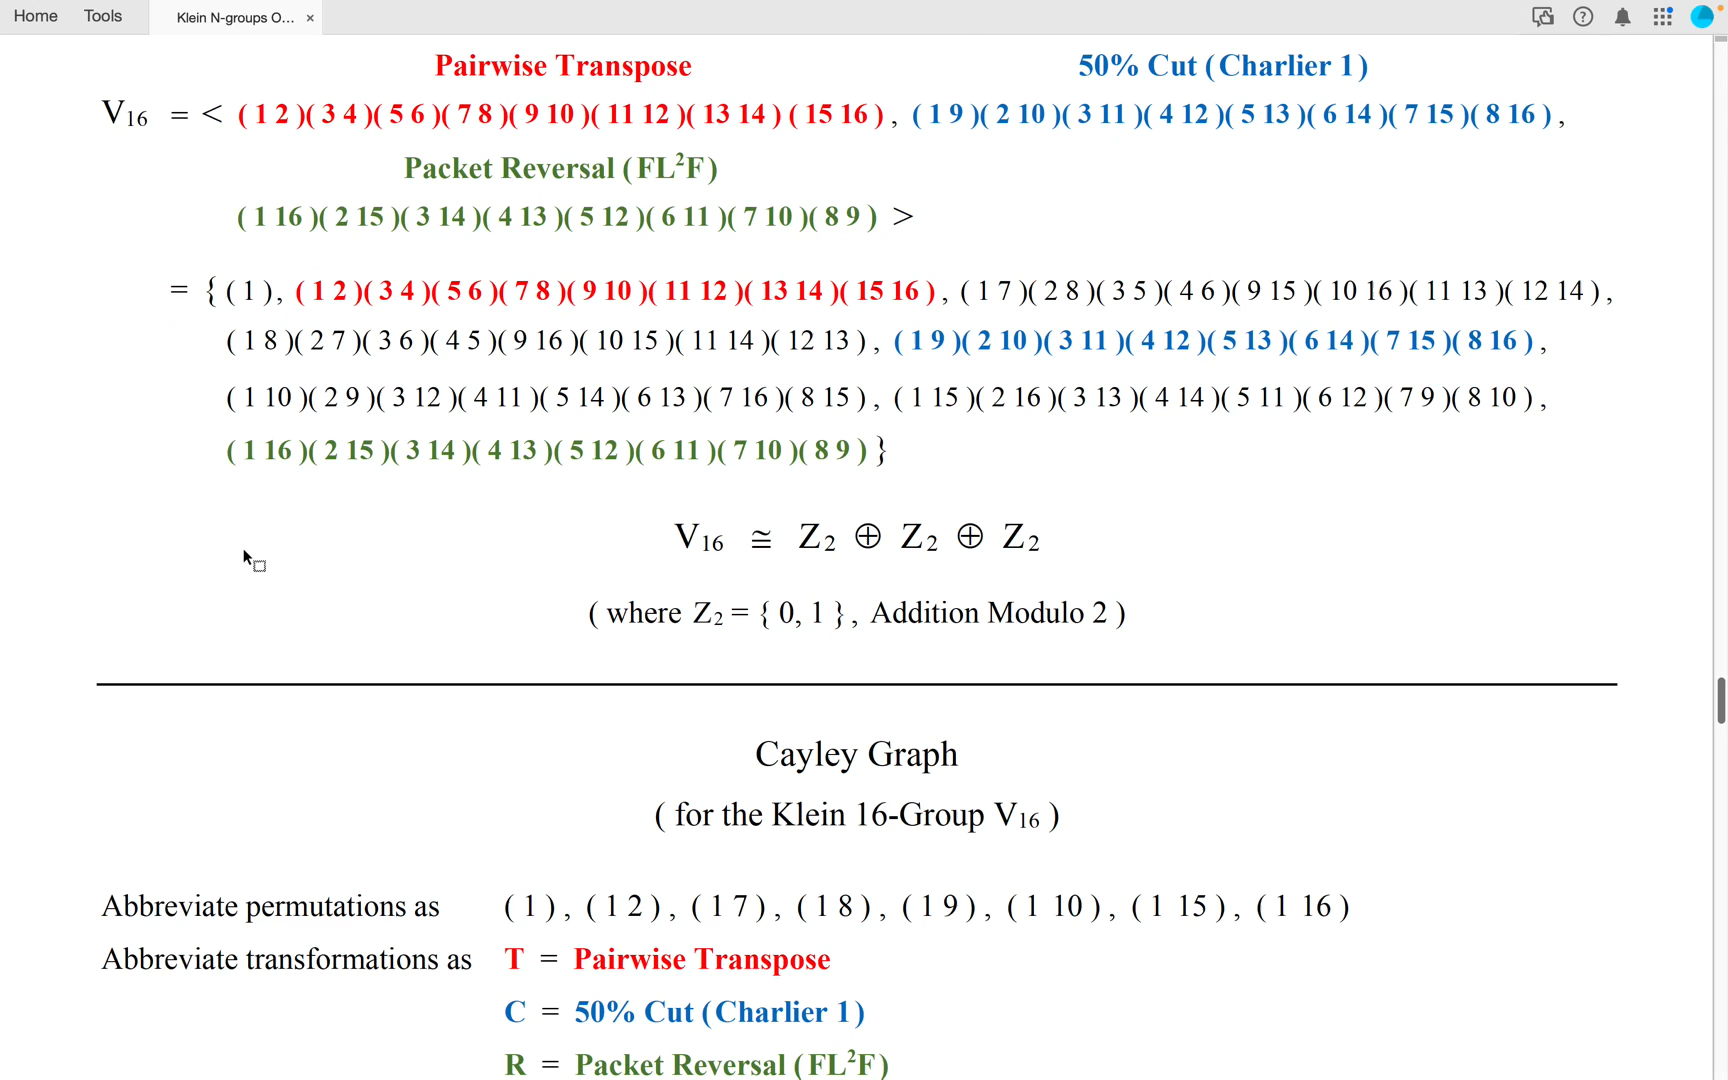 Home Tools Klein N-groups O... ×
Pairwise Transpose 50% Cut (Charlier 1)
V₁₆ = < ( 1 2 )( 3 4 )( 5 6 )( 7 8 )( 9 10 )( 11 12 )( 13 14 )( 15 16 ) , ( 1 9 )( 2 10 )( 3 11 )( 4 12 )( 5 13 )( 6 14 )( 7 15 )( 8 16 ) ,
Packet Reversal (FL²F)
( 1 16 )( 2 15 )( 3 14 )( 4 13 )( 5 12 )( 6 11 )( 7 10 )( 8 9 ) >
= { ( 1 ), ( 1 2 )( 3 4 )( 5 6 )( 7 8 )( 9 10 )( 11 12 )( 13 14 )( 15 16 ) , ( 1 7 )( 2 8 )( 3 5 )( 4 6 )( 9 15 )( 10 16 )( 11 13 )( 12 14 ) ,
( 1 8 )( 2 7 )( 3 6 )( 4 5 )( 9 16 )( 10 15 )( 11 14 )( 12 13 ) , ( 1 9 )( 2 10 )( 3 11 )( 4 12 )( 5 13 )( 6 14 )( 7 15 )( 8 16 ) ,
( 1 10 )( 2 9 )( 3 12 )( 4 11 )( 5 14 )( 6 13 )( 7 16 )( 8 15 ) , ( 1 15 )( 2 16 )( 3 13 )( 4 14 )( 5 11 )( 6 12 )( 7 9 )( 8 10 ) ,
( 1 16 )( 2 15 )( 3 14 )( 4 13 )( 5 12 )( 6 11 )( 7 10 )( 8 9 ) }
V₁₆ ≅ Z₂ ⊕ Z₂ ⊕ Z₂
( where Z₂ = { 0, 1 } , Addition Modulo 2 )
Cayley Graph
( for the Klein 16-Group V₁₆ )
Abbreviate permutations as ( 1 ) , ( 1 2 ) , ( 1 7 ) , ( 1 8 ) , ( 1 9 ) , ( 1 10 ) , ( 1 15 ) , ( 1 16 )
Abbreviate transformations as T = Pairwise Transpose
C = 50% Cut (Charlier 1)
R = Packet Reversal (FL²F)